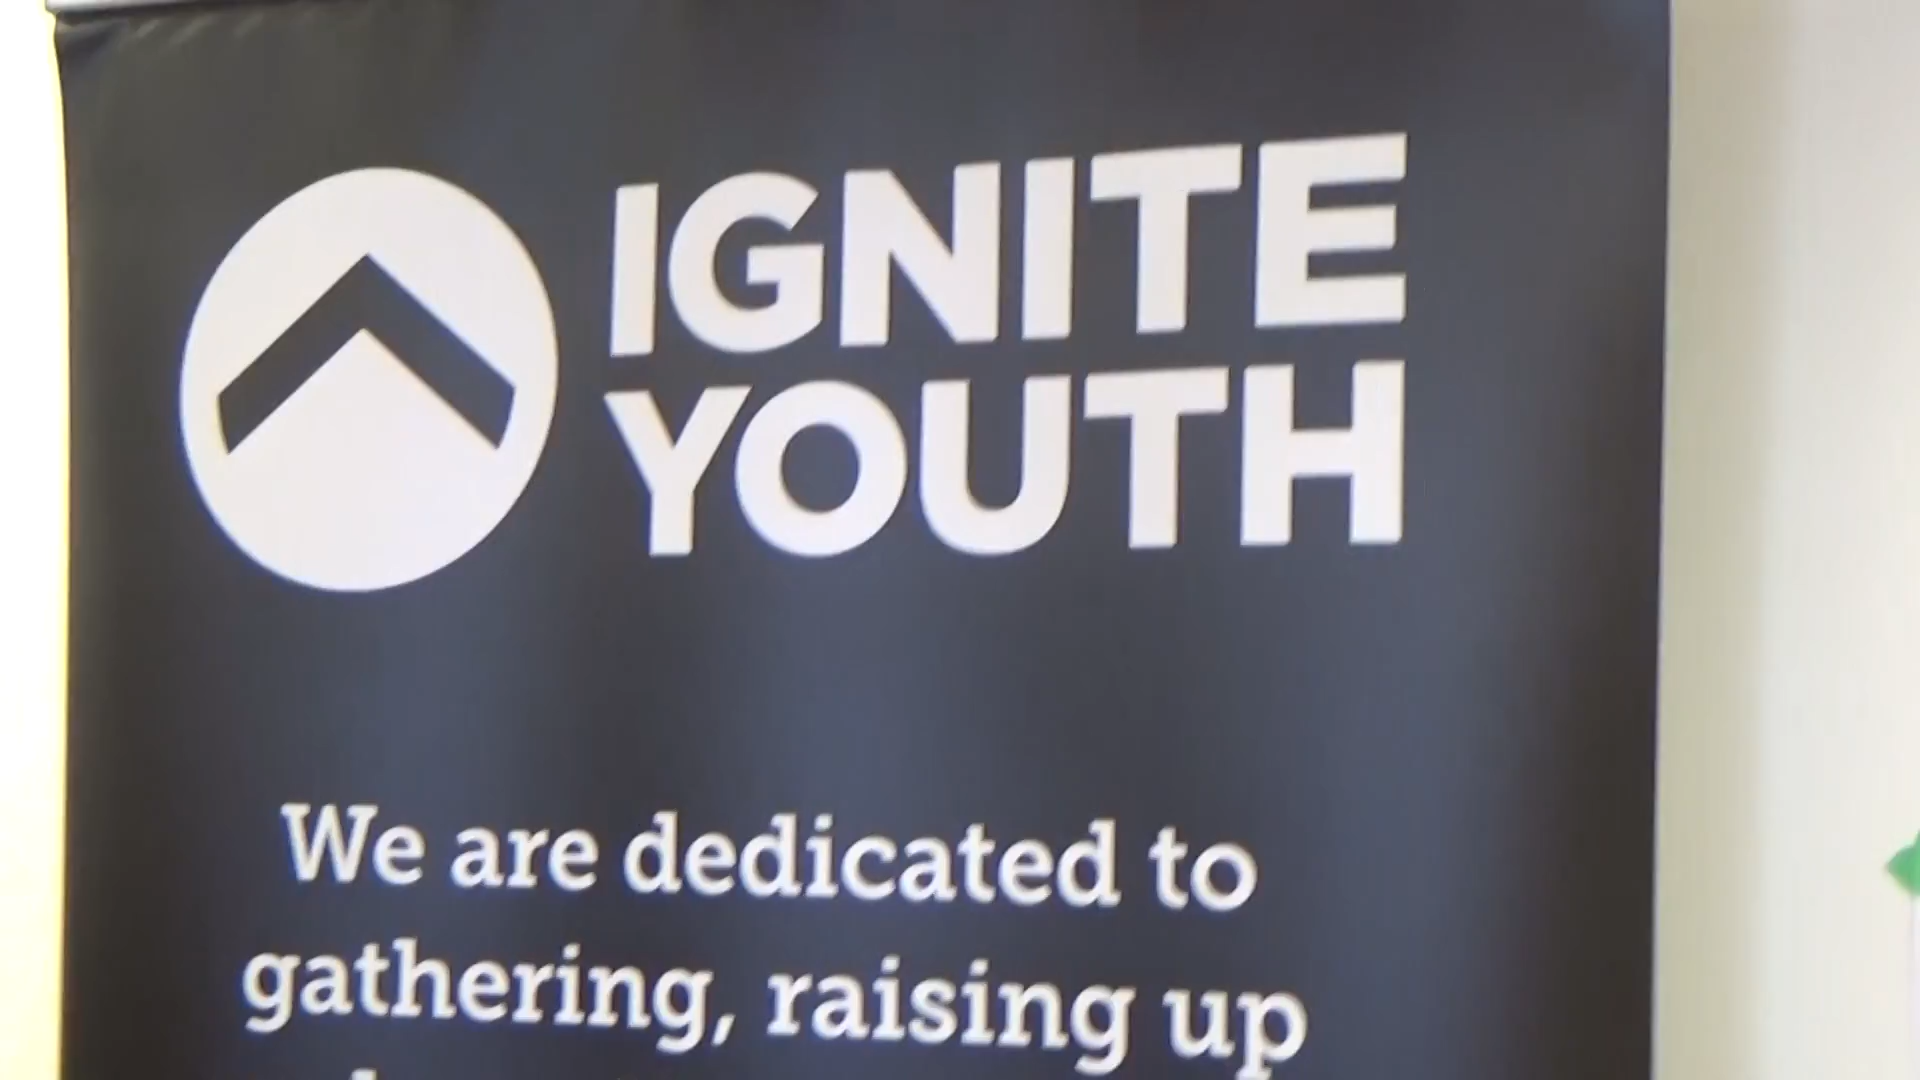 IGNITE
YOUTH
We are dedicated to
gathering, raising up